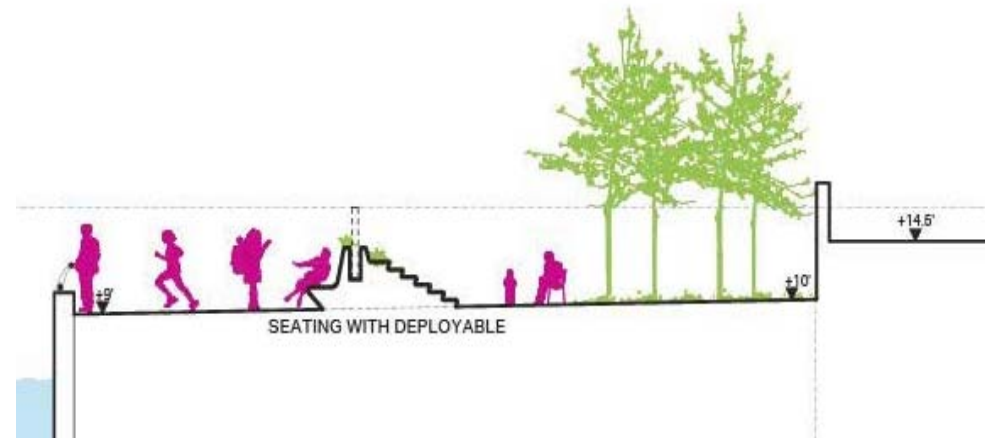 +14.5'
+10'
+9'
SEATING WITH DEPLOYABLE